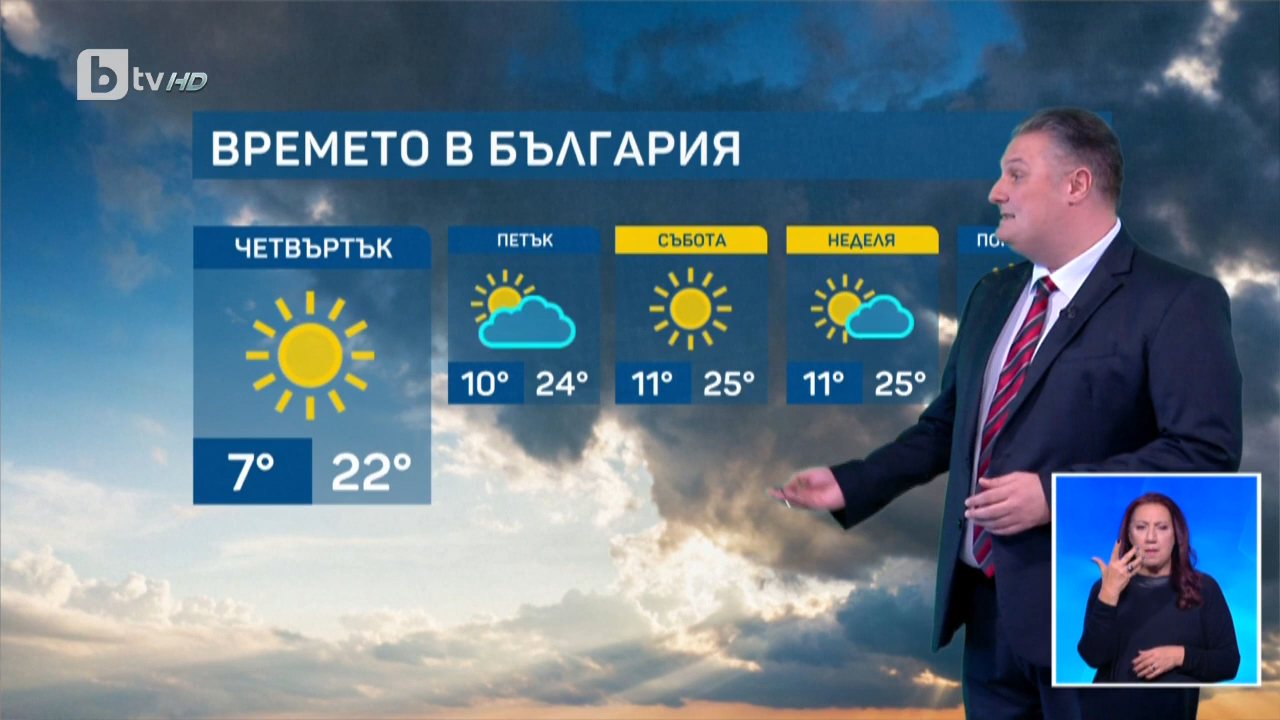 btv HD
ВРЕМЕТО В БЪЛГАРИЯ
ЧЕТВЪРТЪК
ПЕТЪК
СЪБОТА
НЕДЕЛЯ
7° 22°
10° 24°
11° 25°
11° 25°